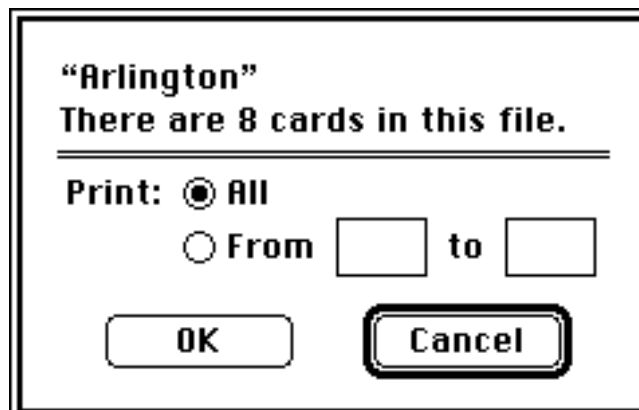 “Arlington”
There are 8 cards in this file.
Print: All
From to
OK Cancel